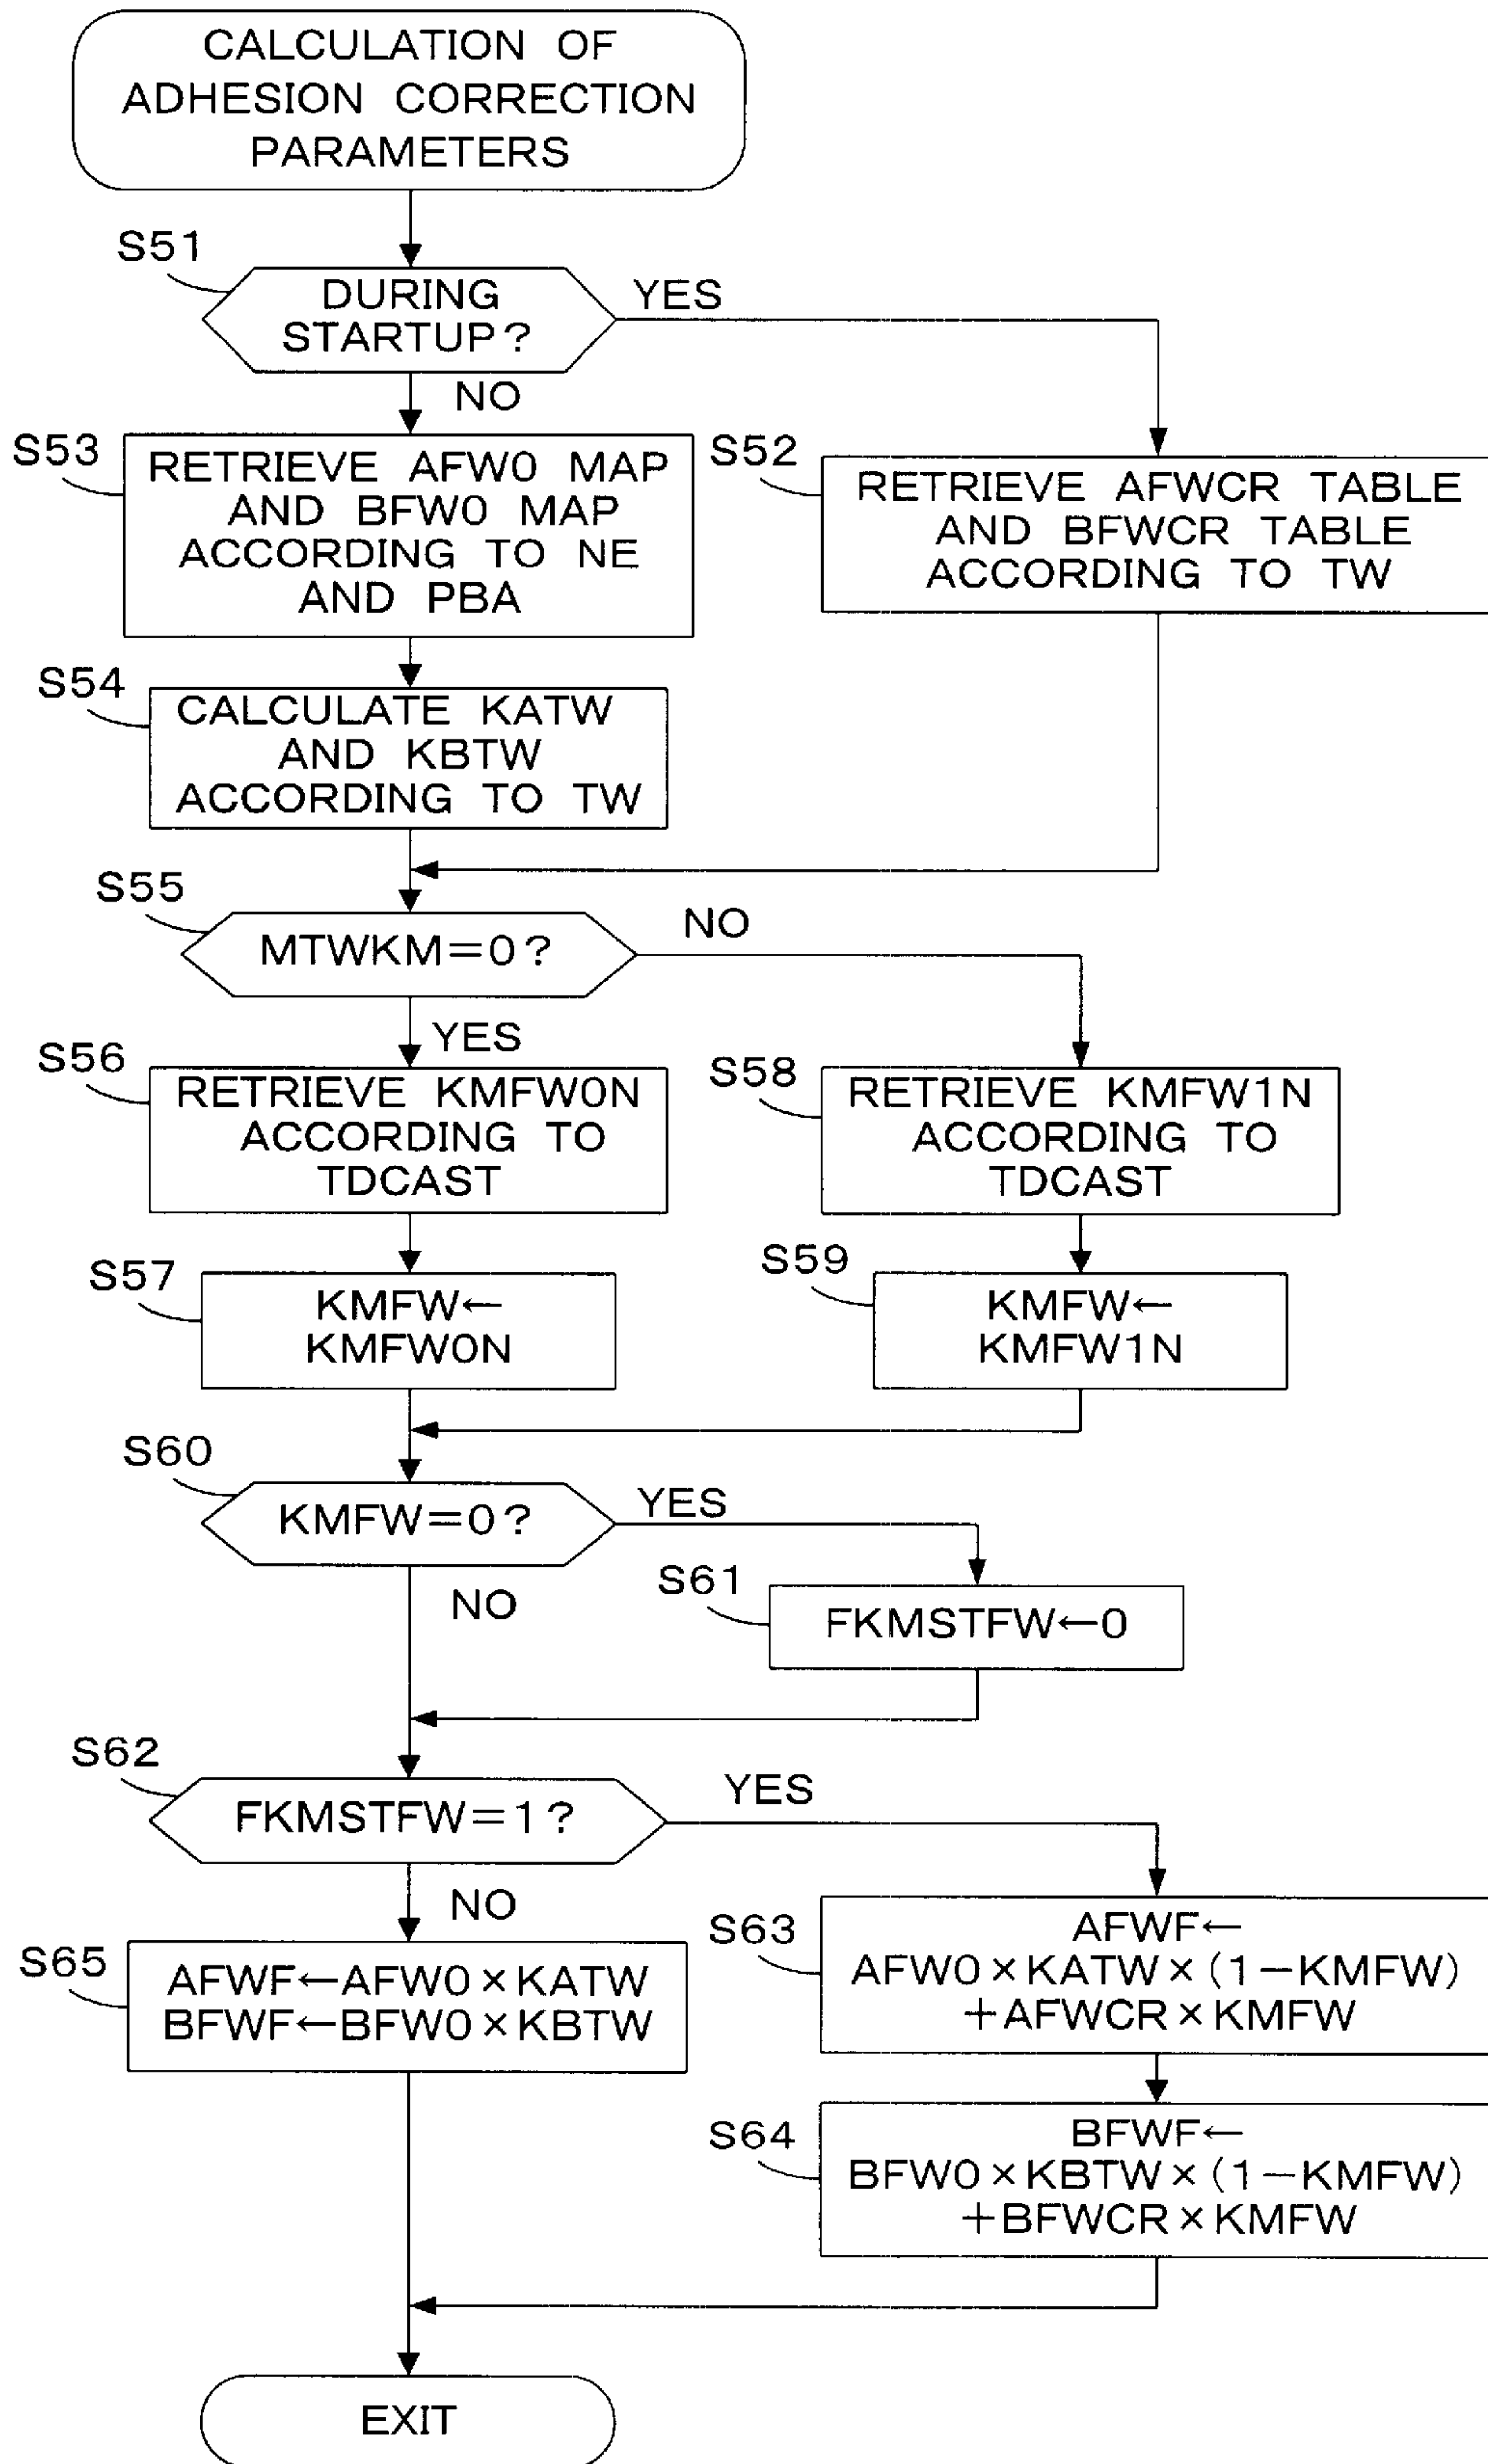 CALCULATION OF
ADHESION CORRECTION
PARAMETERS
S51
DURING
STARTUP?
YES
NO
S53
RETRIEVE AFW0 MAP
AND BFW0 MAP
ACCORDING TO NE
AND PBA
S52
RETRIEVE AFWCR TABLE
AND BFWCR TABLE
ACCORDING TO TW
S54
CALCULATE KATW
AND KBTW
ACCORDING TO TW
S55
MTWKM=0?
NO
YES
S56
RETRIEVE KMFW0N
ACCORDING TO
TDCAST
S58
RETRIEVE KMFW1N
ACCORDING TO
TDCAST
S57
KMFW←
KMFW0N
S59
KMFW←
KMFW1N
S60
KMFW=0?
YES
NO
S61
FKMSTFW←0
S62
FKMSTFW=1?
YES
NO
S65
AFWF←AFW0×KATW
BFWF←BFW0×KBTW
S63
AFWF←
AFW0×KATW×(1−KMFW)
+AFWCR×KMFW
S64
BFWF←
BFW0×KBTW×(1−KMFW)
+BFWCR×KMFW
EXIT